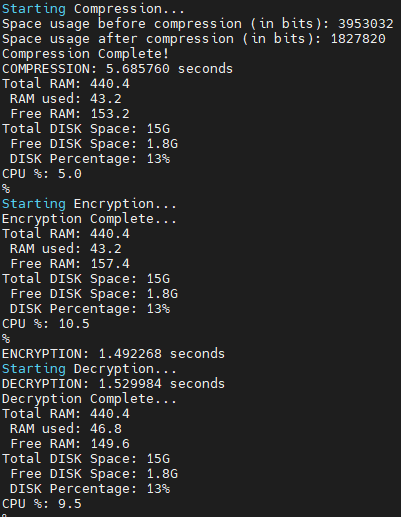 Starting Compression...
Space usage before compression (in bits): 3953032
Space usage after compression (in bits): 1827820
Compression Complete!
COMPRESSION: 5.685760 seconds
Total RAM: 440.4
RAM used: 43.2
Free RAM: 153.2
Total DISK Space: 15G
Free DISK Space: 1.8G
DISK Percentage: 13%
CPU %: 5.0
%
Starting Encryption...
Encryption Complete...
Total RAM: 440.4
RAM used: 43.2
Free RAM: 157.4
Total DISK Space: 15G
Free DISK Space: 1.8G
DISK Percentage: 13%
CPU %: 10.5
%
ENCRYPTION: 1.492268 seconds
Starting Decryption...
DECRYPTION: 1.529984 seconds
Decryption Complete...
Total RAM: 440.4
RAM used: 46.8
Free RAM: 149.6
Total DISK Space: 15G
Free DISK Space: 1.8G
DISK Percentage: 13%
CPU %: 9.5